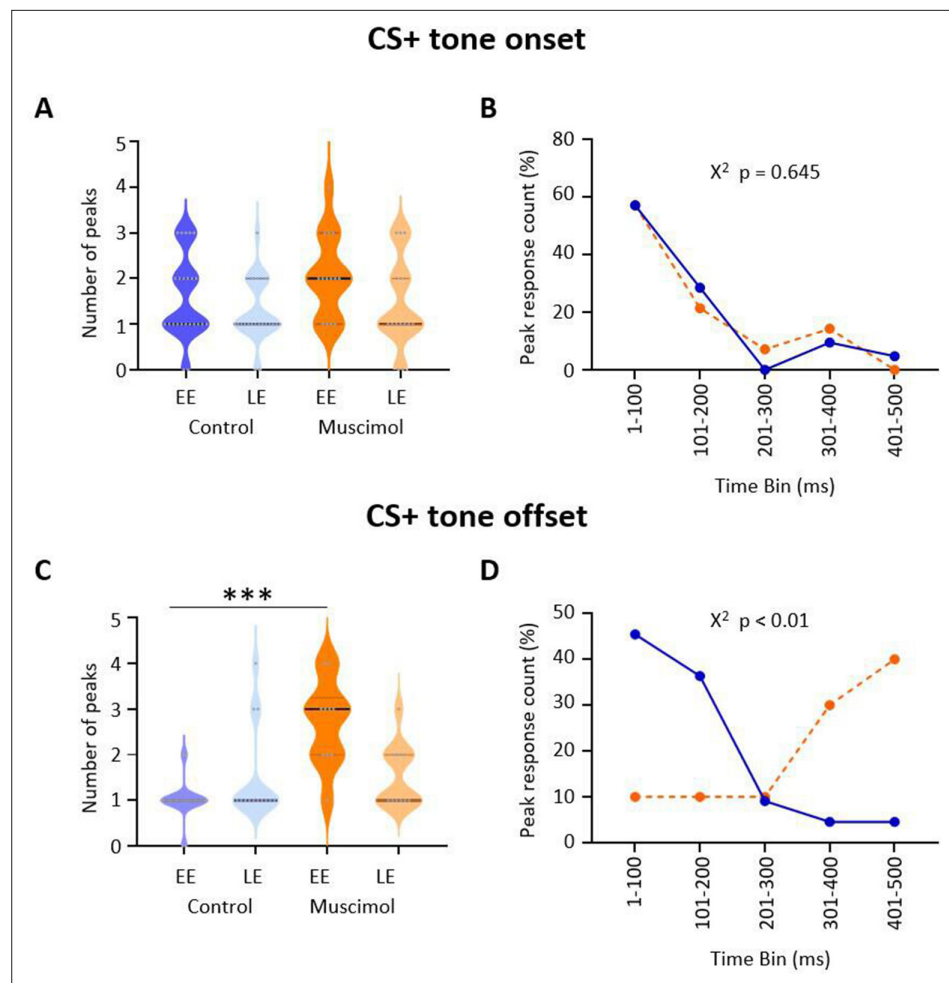 CS+ tone onset
A
Number of peaks
5
4
3
2
1
0
EE LE EE LE
Control Muscimol
B
Peak response count (%)
80
60
40
20
0
X² p = 0.645
1-100
101-200
201-300
301-400
401-500
Time Bin (ms)
CS+ tone offset
C
Number of peaks
5
4
3
2
1
0
***
EE LE EE LE
Control Muscimol
D
Peak response count (%)
50
40
30
20
10
0
X² p < 0.01
1-100
101-200
201-300
301-400
401-500
Time Bin (ms)